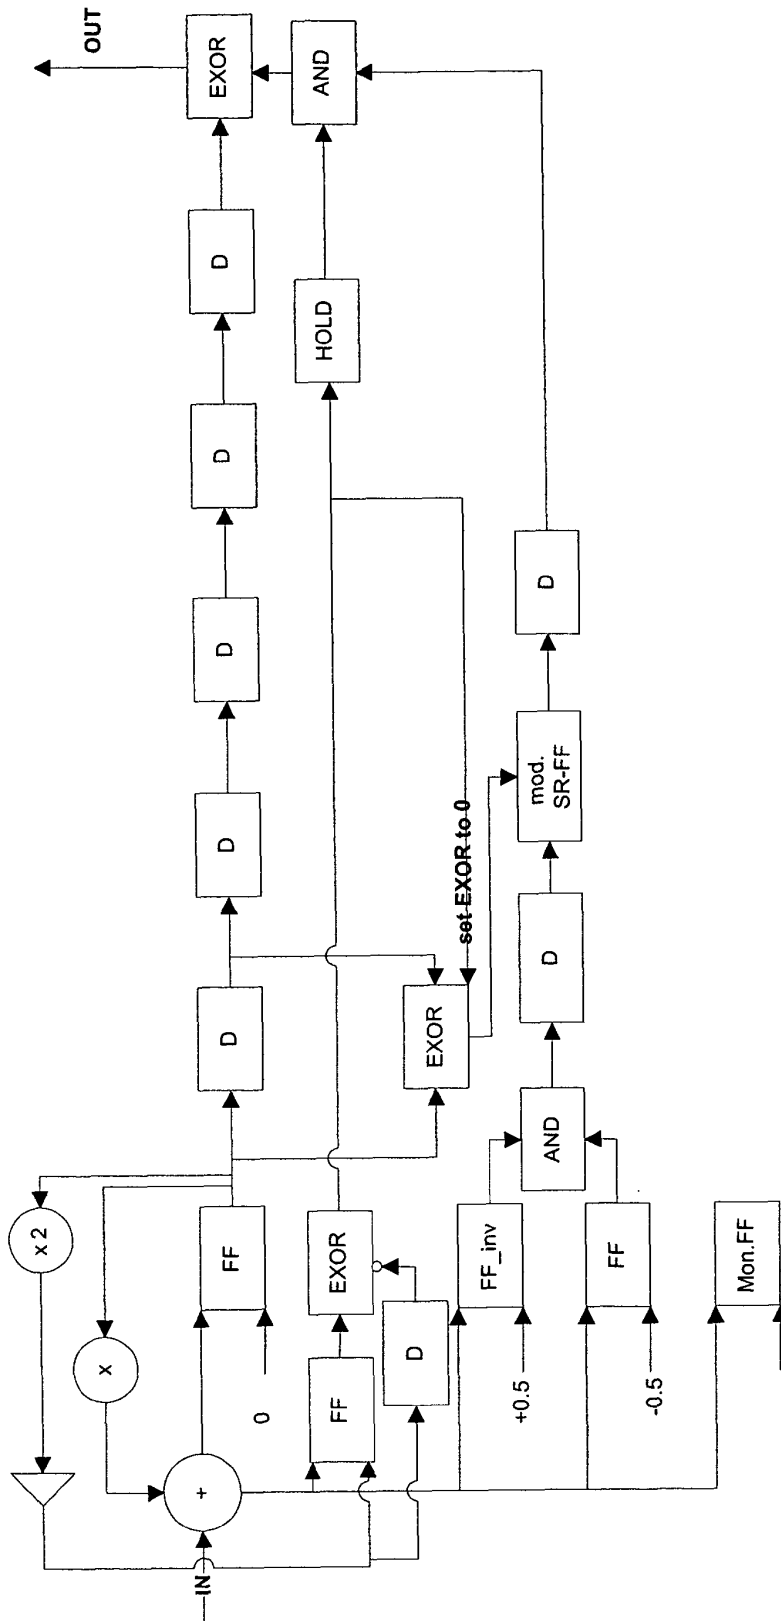 x 2
OUT
x
IN
+
FF
D
D
D
D
D
EXOR
0
FF
EXOR
HOLD
AND
D
EXOR
set EXOR to 0
FF_inv
+0.5
AND
D
mod.
SR-FF
D
FF
-0.5
Mon.FF